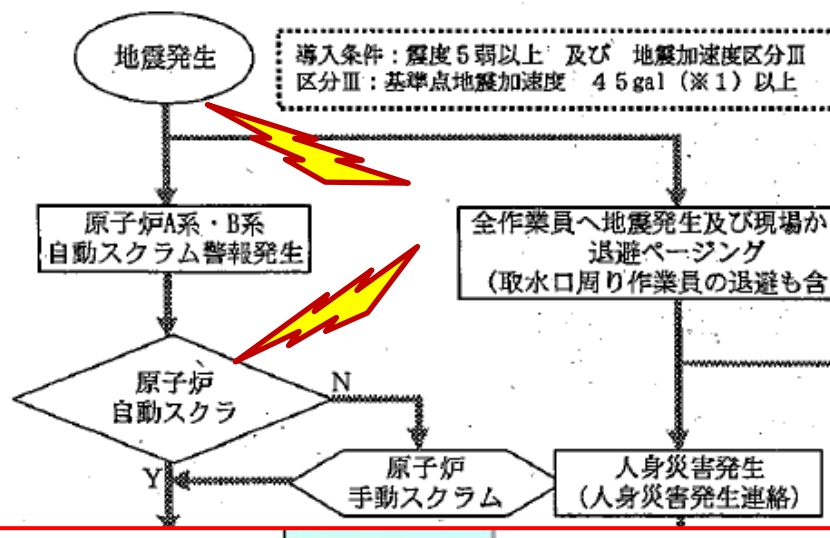 地震発生
導入条件：震度５弱以上　及び　地震加速度区分Ⅲ
区分Ⅲ：基準点地震加速度　４５gal（※１）以上
原子炉A系・B系
自動スクラム警報発生
全作業員へ地震発生及び現場か
退避ページング
（取水口周り作業員の退避も含
原子炉
自動スクラ
N
Y
原子炉
手動スクラム
人身災害発生
（人身災害発生連絡）